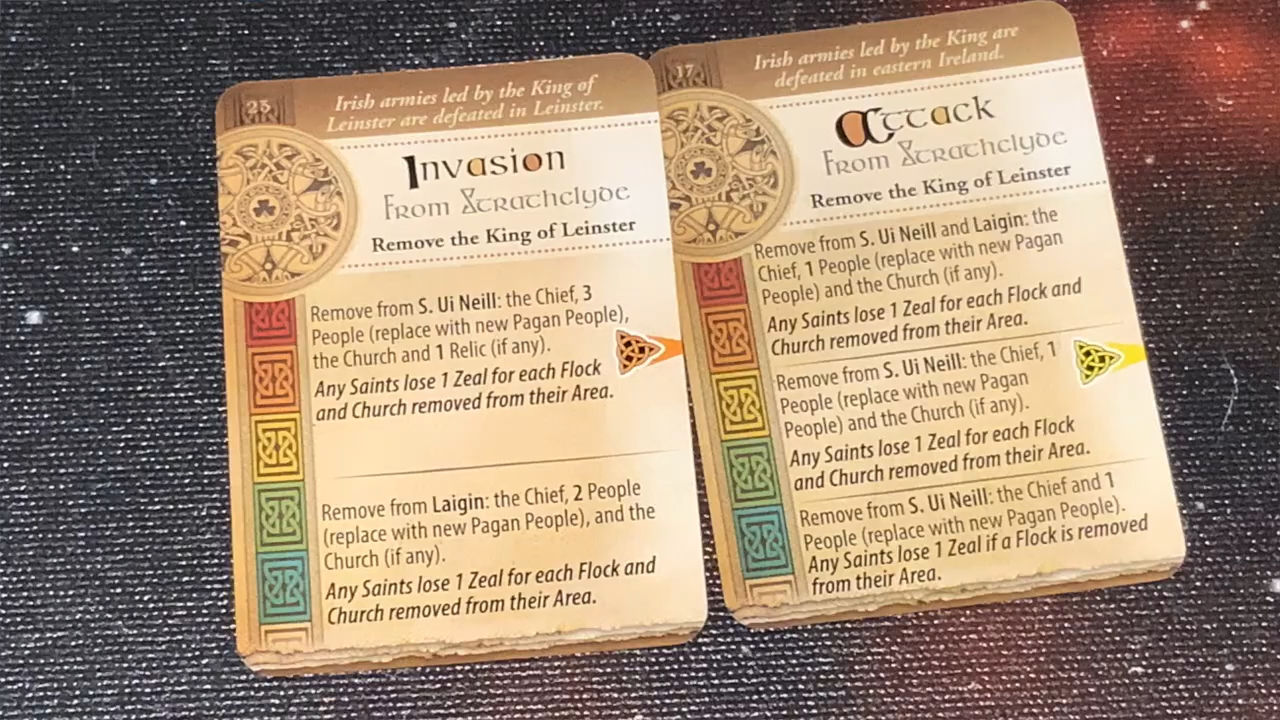 23
Irish armies led by the King of
Leinster are defeated in Leinster.
Invasion
From Strathclyde
Remove the King of Leinster
Remove from S. Ui Neill: the Chief, 3
People (replace with new Pagan People),
the Church and 1 Relic (if any).
Any Saints lose 1 Zeal for each Flock
and Church removed from their Area.
Remove from Laigin: the Chief, 2 People
(replace with new Pagan People), and the
Church (if any).
Any Saints lose 1 Zeal for each Flock and
Church removed from their Area.
17
Irish armies led by the King are
defeated in eastern Ireland.
Attack
From Strathclyde
Remove the King of Leinster
Remove from S. Ui Neill and Laigin: the
Chief, 1 People (replace with new Pagan
People) and the Church (if any).
Any Saints lose 1 Zeal for each Flock and
Church removed from their Area.
Remove from S. Ui Neill: the Chief, 1
People (replace with new Pagan
People) and the Church (if any).
Any Saints lose 1 Zeal for each Flock
and Church removed from their Area.
Remove from S. Ui Neill: the Chief and 1
People (replace with new Pagan People).
Any Saints lose 1 Zeal if a Flock is removed
from their Area.